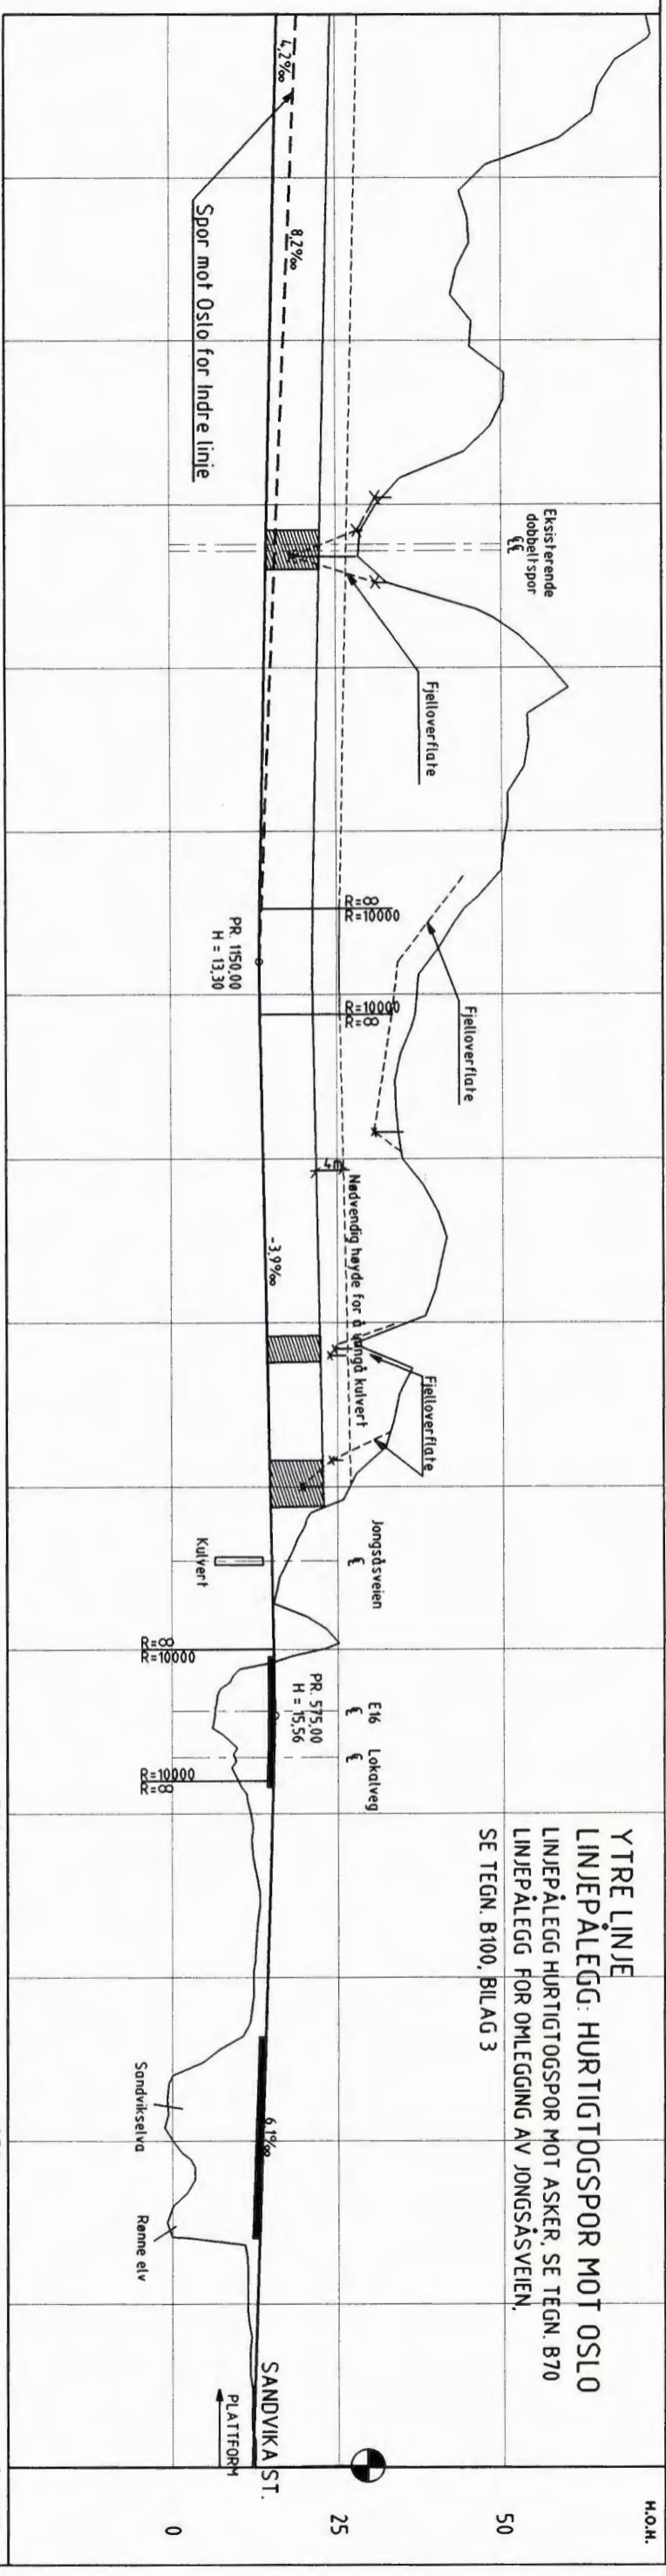 YTRE LINJE
LINJEPÅLEGG: HURTIGTOGSPOR MOT OSLO
LINJEPÅLEGG HURTIGTOGSPOR MOT ASKER, SE TEGN. B70
LINJEPÅLEGG FOR OMLEGGING AV JONGSÅSVEIEN,
SE TEGN. B100, BILAG 3
H.O.H.
50
25
0
4,2‰
8,2‰
Spor mot Oslo for Indre linje
Eksisterende
dobbeltspor
Fjelloverflate
R=∞
R=10000
PR. 1150,00
H = 13,30
R=10000
R=∞
Fjelloverflate
4m
Nødvendig høyde for å unngå kulvert
-3,9‰
Fjelloverflate
Jongsåsveien
Kulvert
R=∞
R=10000
PR. 575,00
H = 15,56
E16
Lokalveg
R=10000
R=∞
Sandvikselva
6,1‰
Rønne elv
SANDVIKA ST.
PLATTFORM